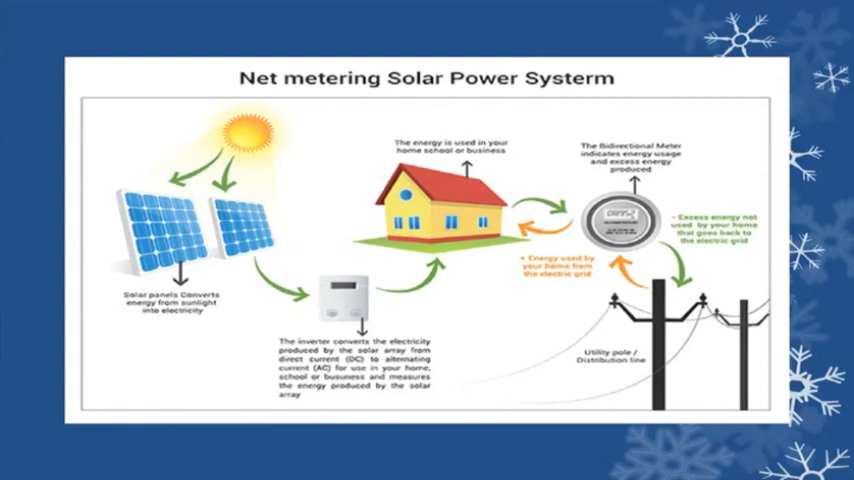 Net metering Solar Power Systerm
The energy is used in your
home school or business
The Bidirectional Meter
indicates energy usage
and excess energy
produced
- Excess energy not
used by your home
that goes back to
the electric grid
+ Energy used by
your home from
the electric grid
Solar panels Converts
energy from sunlight
into electricity
The inverter converts the electricity
produced by the solar array from
direct current (DC) to alternating
current (AC) for use in your home,
school or busuness and measures
the energy produced by the solar
array
Utility pole /
Distribution line